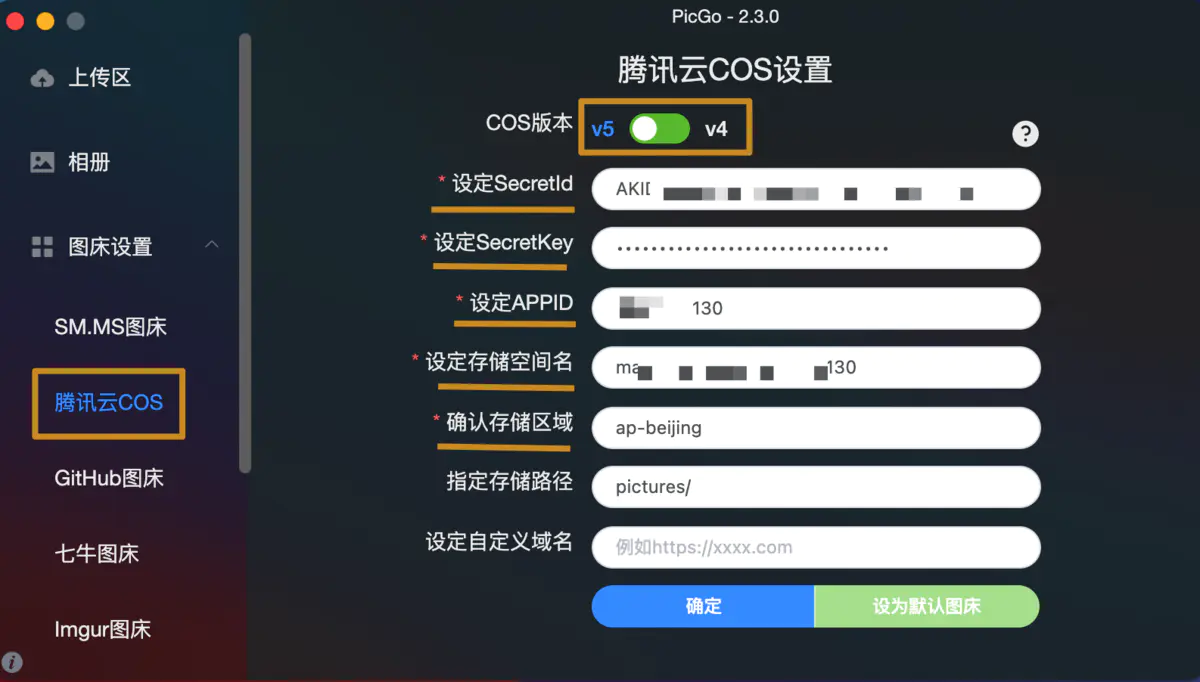 PicGo - 2.3.0
上传区
相册
图床设置
SM.MS图床
腾讯云COS
GitHub图床
七牛图床
Imgur图床
腾讯云COS设置
COS版本 v5 v4
?
* 设定SecretId AKID
* 设定SecretKey ································
* 设定APPID 130
* 设定存储空间名 ma 130
* 确认存储区域 ap-beijing
指定存储路径 pictures/
设定自定义域名 例如https://xxxx.com
确定 设为默认图床